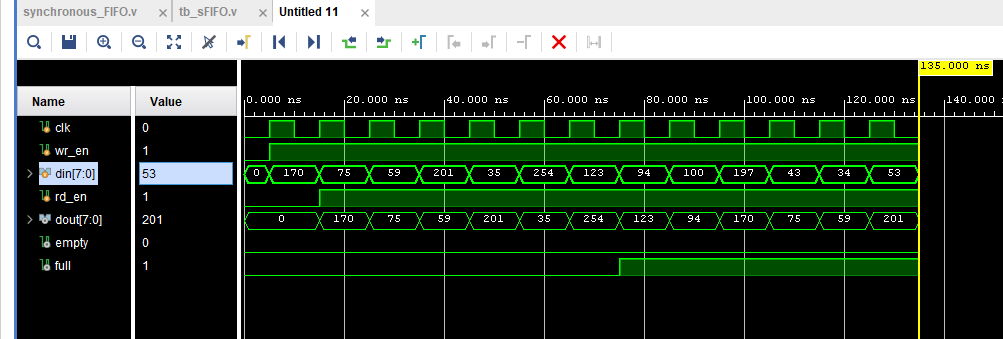 synchronous_FIFO.v × tb_sFIFO.v × Untitled 11 ×
135.000 ns
Name Value
0.000 ns 20.000 ns 40.000 ns 60.000 ns 80.000 ns 100.000 ns 120.000 ns 140.000
clk 0
wr_en 1
din[7:0] 53 0 170 75 59 201 35 254 123 94 100 197 43 34 53
rd_en 1
dout[7:0] 201 0 170 75 59 201 35 254 123 94 170 75 59 201
empty 0
full 1